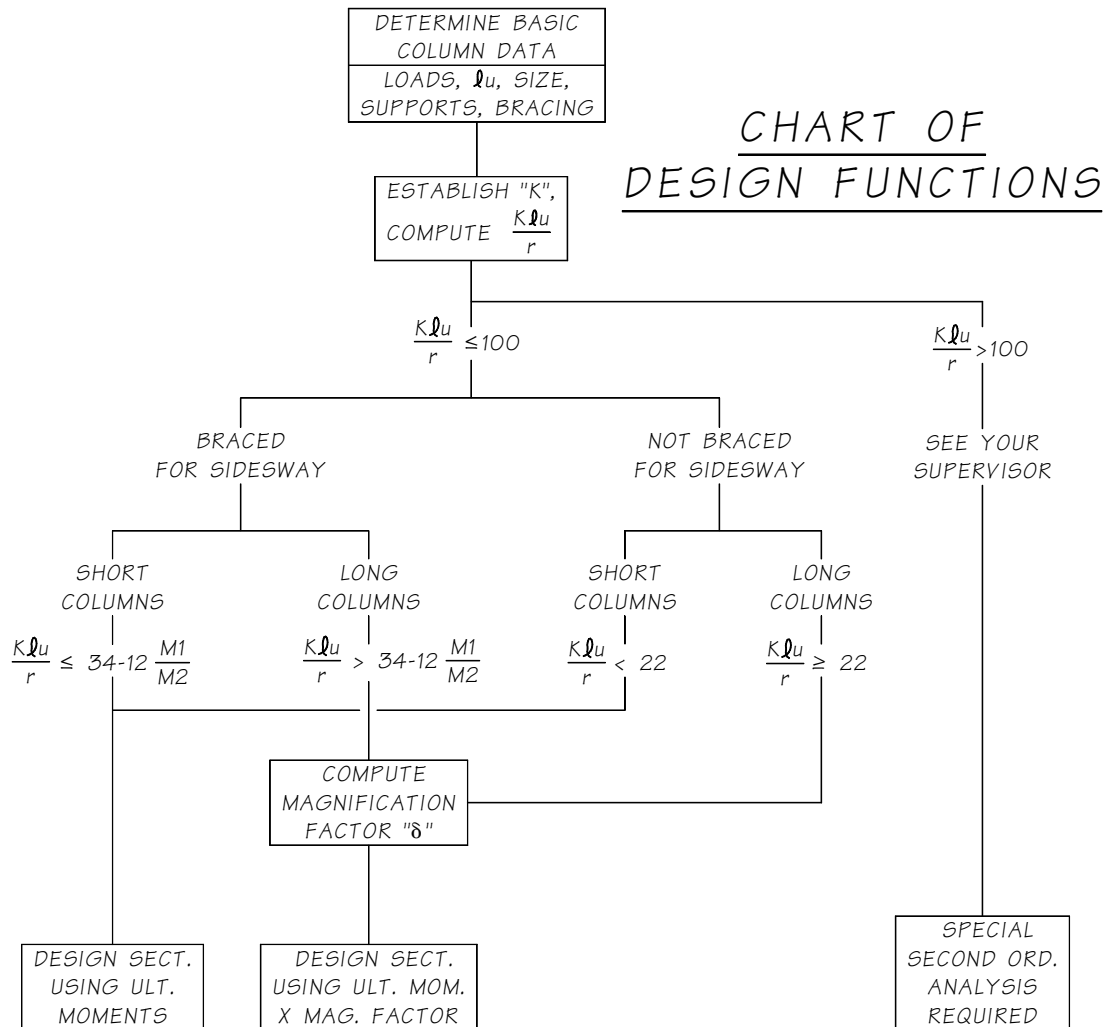 DETERMINE BASIC
COLUMN DATA
LOADS, ℓu, SIZE,
SUPPORTS, BRACING
CHART OF
DESIGN FUNCTIONS
ESTABLISH "K",
COMPUTE Kℓu
r
Kℓu
r
≤100
Kℓu
r
>100
BRACED
FOR SIDESWAY
NOT BRACED
FOR SIDESWAY
SEE YOUR
SUPERVISOR
SHORT
COLUMNS
LONG
COLUMNS
SHORT
COLUMNS
LONG
COLUMNS
Kℓu
r
≤ 34-12
M1
M2
Kℓu
r
> 34-12
M1
M2
Kℓu
r
< 22
Kℓu
r
≥ 22
COMPUTE
MAGNIFICATION
FACTOR "δ"
DESIGN SECT.
USING ULT.
MOMENTS
DESIGN SECT.
USING ULT. MOM.
X MAG. FACTOR
SPECIAL
SECOND ORD.
ANALYSIS
REQUIRED